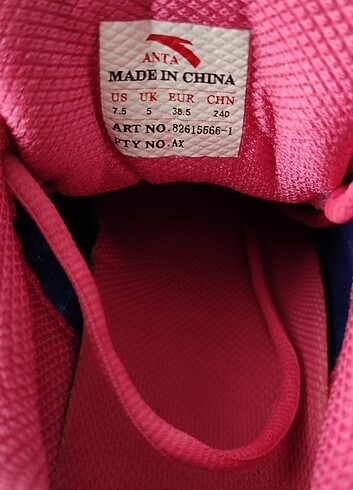 ANTA
MADE IN CHINA
US UK EUR CHN
7.5 5 38.5 240
ART NO.82615566-1
FTY NO.AX